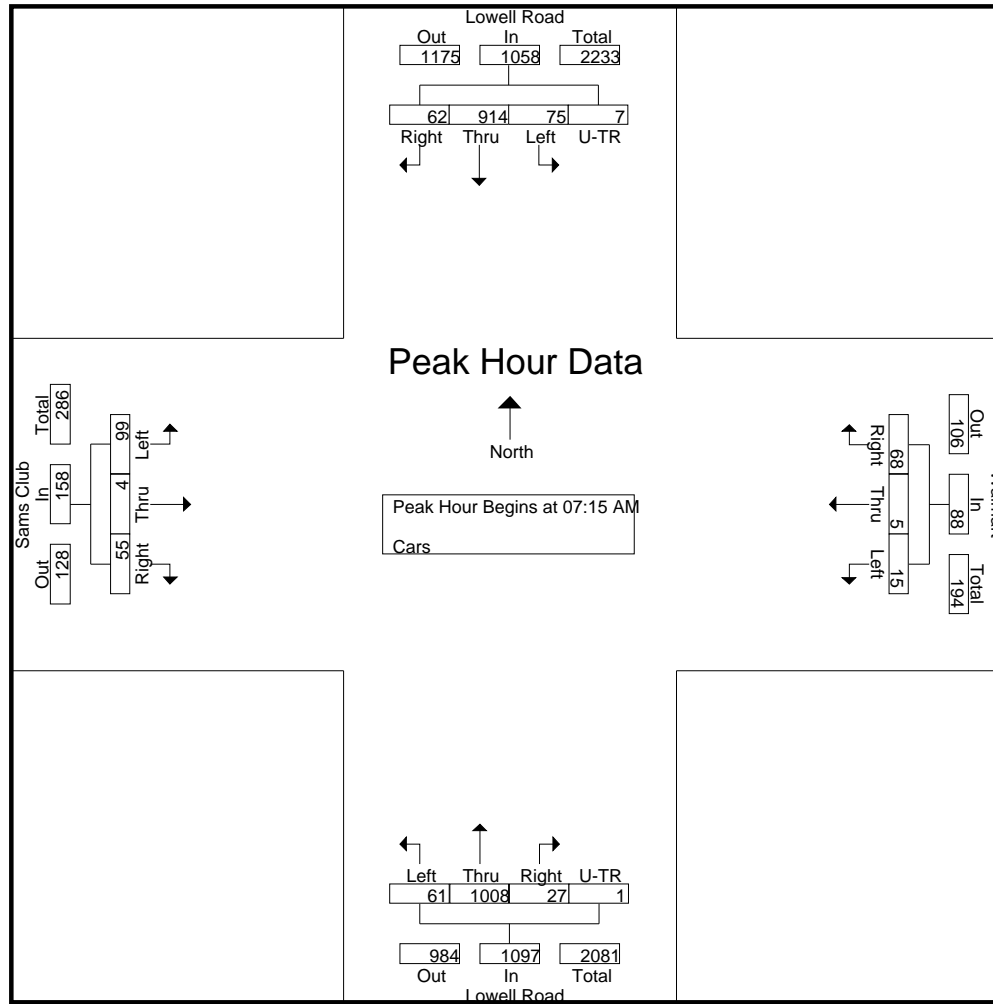 Lowell Road
Out In Total
1175 1058 2233
62 914 75 7
Right Thru Left U-TR
Peak Hour Data
North
Peak Hour Begins at 07:15 AM
Cars
Sams Club
Total In Out
286 158 128
99 4 55
Left Thru Right
Right Thru Left
68 5 15
Out In Total
106 88 194
Left Thru Right U-TR
61 1008 27 1
984 1097 2081
Out In Total
Lowell Road